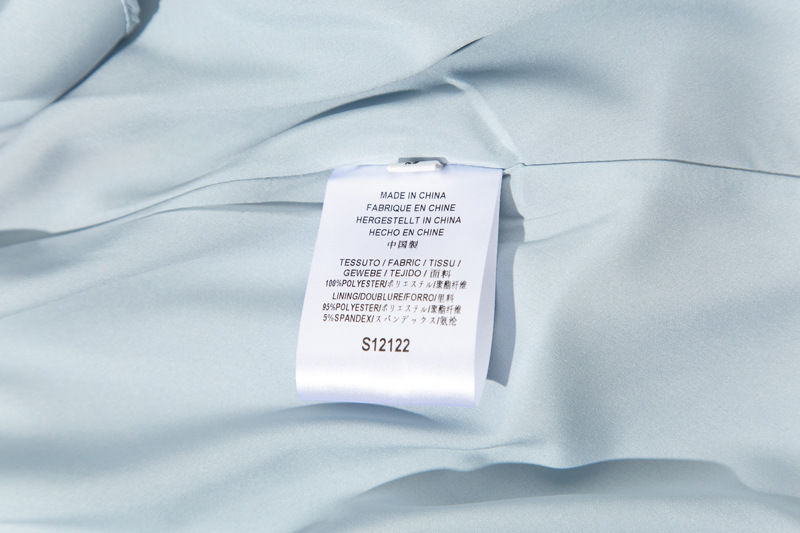 MADE IN CHINA
FABRIQUE EN CHINE
HERGESTELLT IN CHINA
HECHO EN CHINE
中国製
TESSUTO / FABRIC / TISSU /
GEWEBE / TEJIDO / 面料
100%POLYESTER/ポリエステル/聚酯纤维
LINING/DOUBLURE/FORRO/里料
95%POLYESTER/ポリエステル/聚酯纤维
5%SPANDEX/スパンデックス/氨纶
S12122